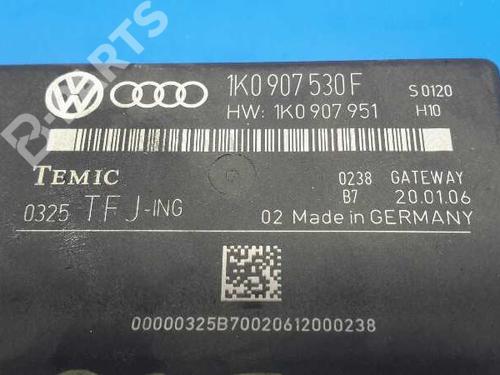 1K0 907 530 F S 0120
HW: 1K0 907 951 H10
TEMIC 0238 GATEWAY
B7 20.01.06
0325 TFJ-ING 02 Made in GERMANY
00000325B70020612000238
B-PARTS